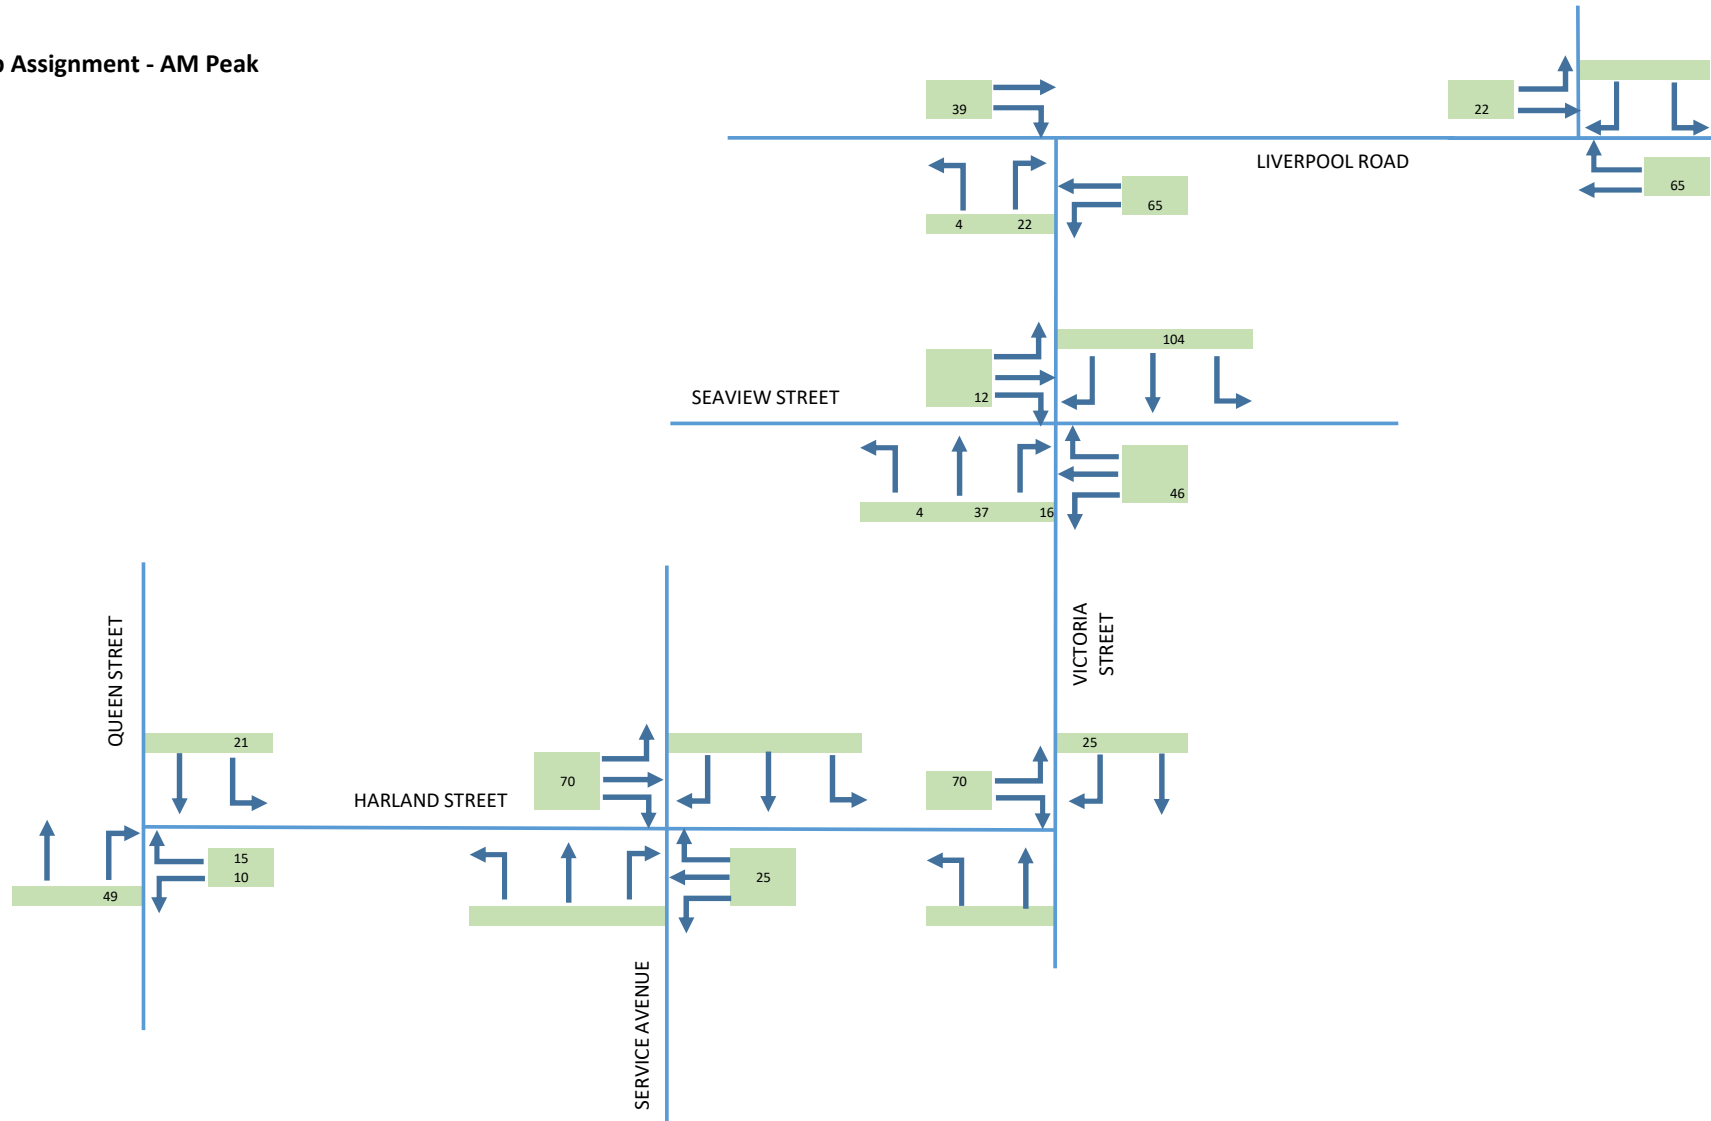 Assignment - AM Peak
39
22
LIVERPOOL ROAD
65
65
4 22
104
SEAVIEW STREET
12
46
4 37 16
QUEEN STREET
VICTORIA
STREET
21
25
70
70
HARLAND STREET
15
10
25
49
SERVICE AVENUE